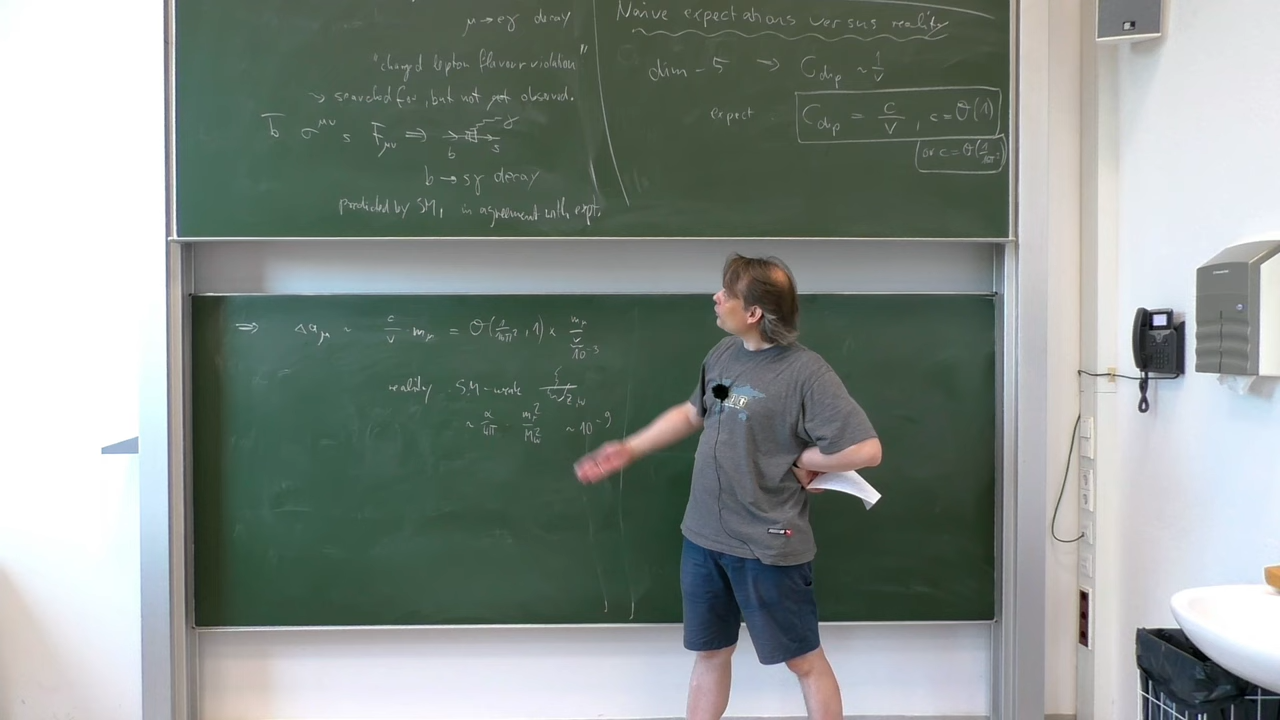 μ → eγ decay
"charged lepton flavour violation"
→ searched for, but not yet observed.
b̄ σ^μν s F_μν ⇒ b s γ
b → sγ decay
predicted by SM, in agreement with expt.
Naive expectations versus reality
dim-5 → C_dip ~ 1/v
expect C_dip = c/v, c = O(1)
or c = O(1/16π²)
⇒ Δa_μ ~ c/v · m_μ = O(1/16π², 1) × m_μ/v
10^-3
reality: SM-weak Z,W
~ α/4π · m_μ²/M_W² ~ 10^-9